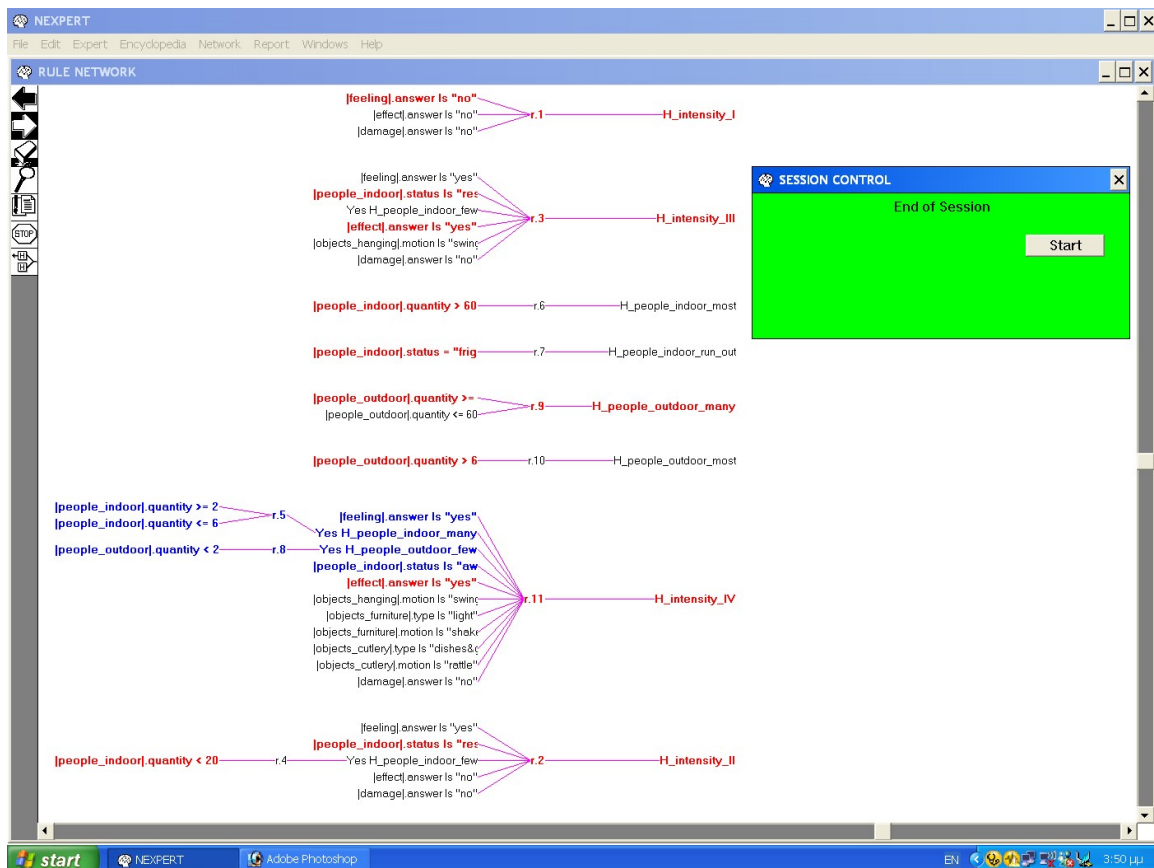 NEXPERT
File Edit Expert Encyclopedia Network Report Windows Help
RULE NETWORK
|feeling|.answer Is "no"
|effect|.answer Is "no"
r.1
H_intensity_I
|damage|.answer Is "no"
|feeling|.answer Is "yes"
|people_indoor|.status Is "res
Yes H_people_indoor_few
r.3
H_intensity_III
|effect|.answer Is "yes"
|objects_hanging|.motion Is "swing
|damage|.answer Is "no"
SESSION CONTROL
End of Session
Start
|people_indoor|.quantity > 60
r.6
H_people_indoor_most
|people_indoor|.status = "frig
r.7
H_people_indoor_run_out
|people_outdoor|.quantity >=
r.9
H_people_outdoor_many
|people_outdoor|.quantity <= 60
|people_outdoor|.quantity > 6
r.10
H_people_outdoor_most
|people_indoor|.quantity >= 2
|people_indoor|.quantity <= 6
r.5
|people_outdoor|.quantity < 2
r.8
|feeling|.answer Is "yes"
Yes H_people_indoor_many
Yes H_people_outdoor_few
|people_indoor|.status Is "aw
|effect|.answer Is "yes"
|objects_hanging|.motion Is "swing
r.11
H_intensity_IV
|objects_furniture|.type Is "light"
|objects_furniture|.motion Is "shake
|objects_cutlery|.type Is "dishes&g
|objects_cutlery|.motion Is "rattle"
|damage|.answer Is "no"
|feeling|.answer Is "yes"
|people_indoor|.status Is "res
|people_indoor|.quantity < 20
r.4
Yes H_people_indoor_few
r.2
H_intensity_II
|effect|.answer Is "no"
|damage|.answer Is "no"
STOP
start
NEXPERT
Adobe Photoshop
EN
3:50 μμ